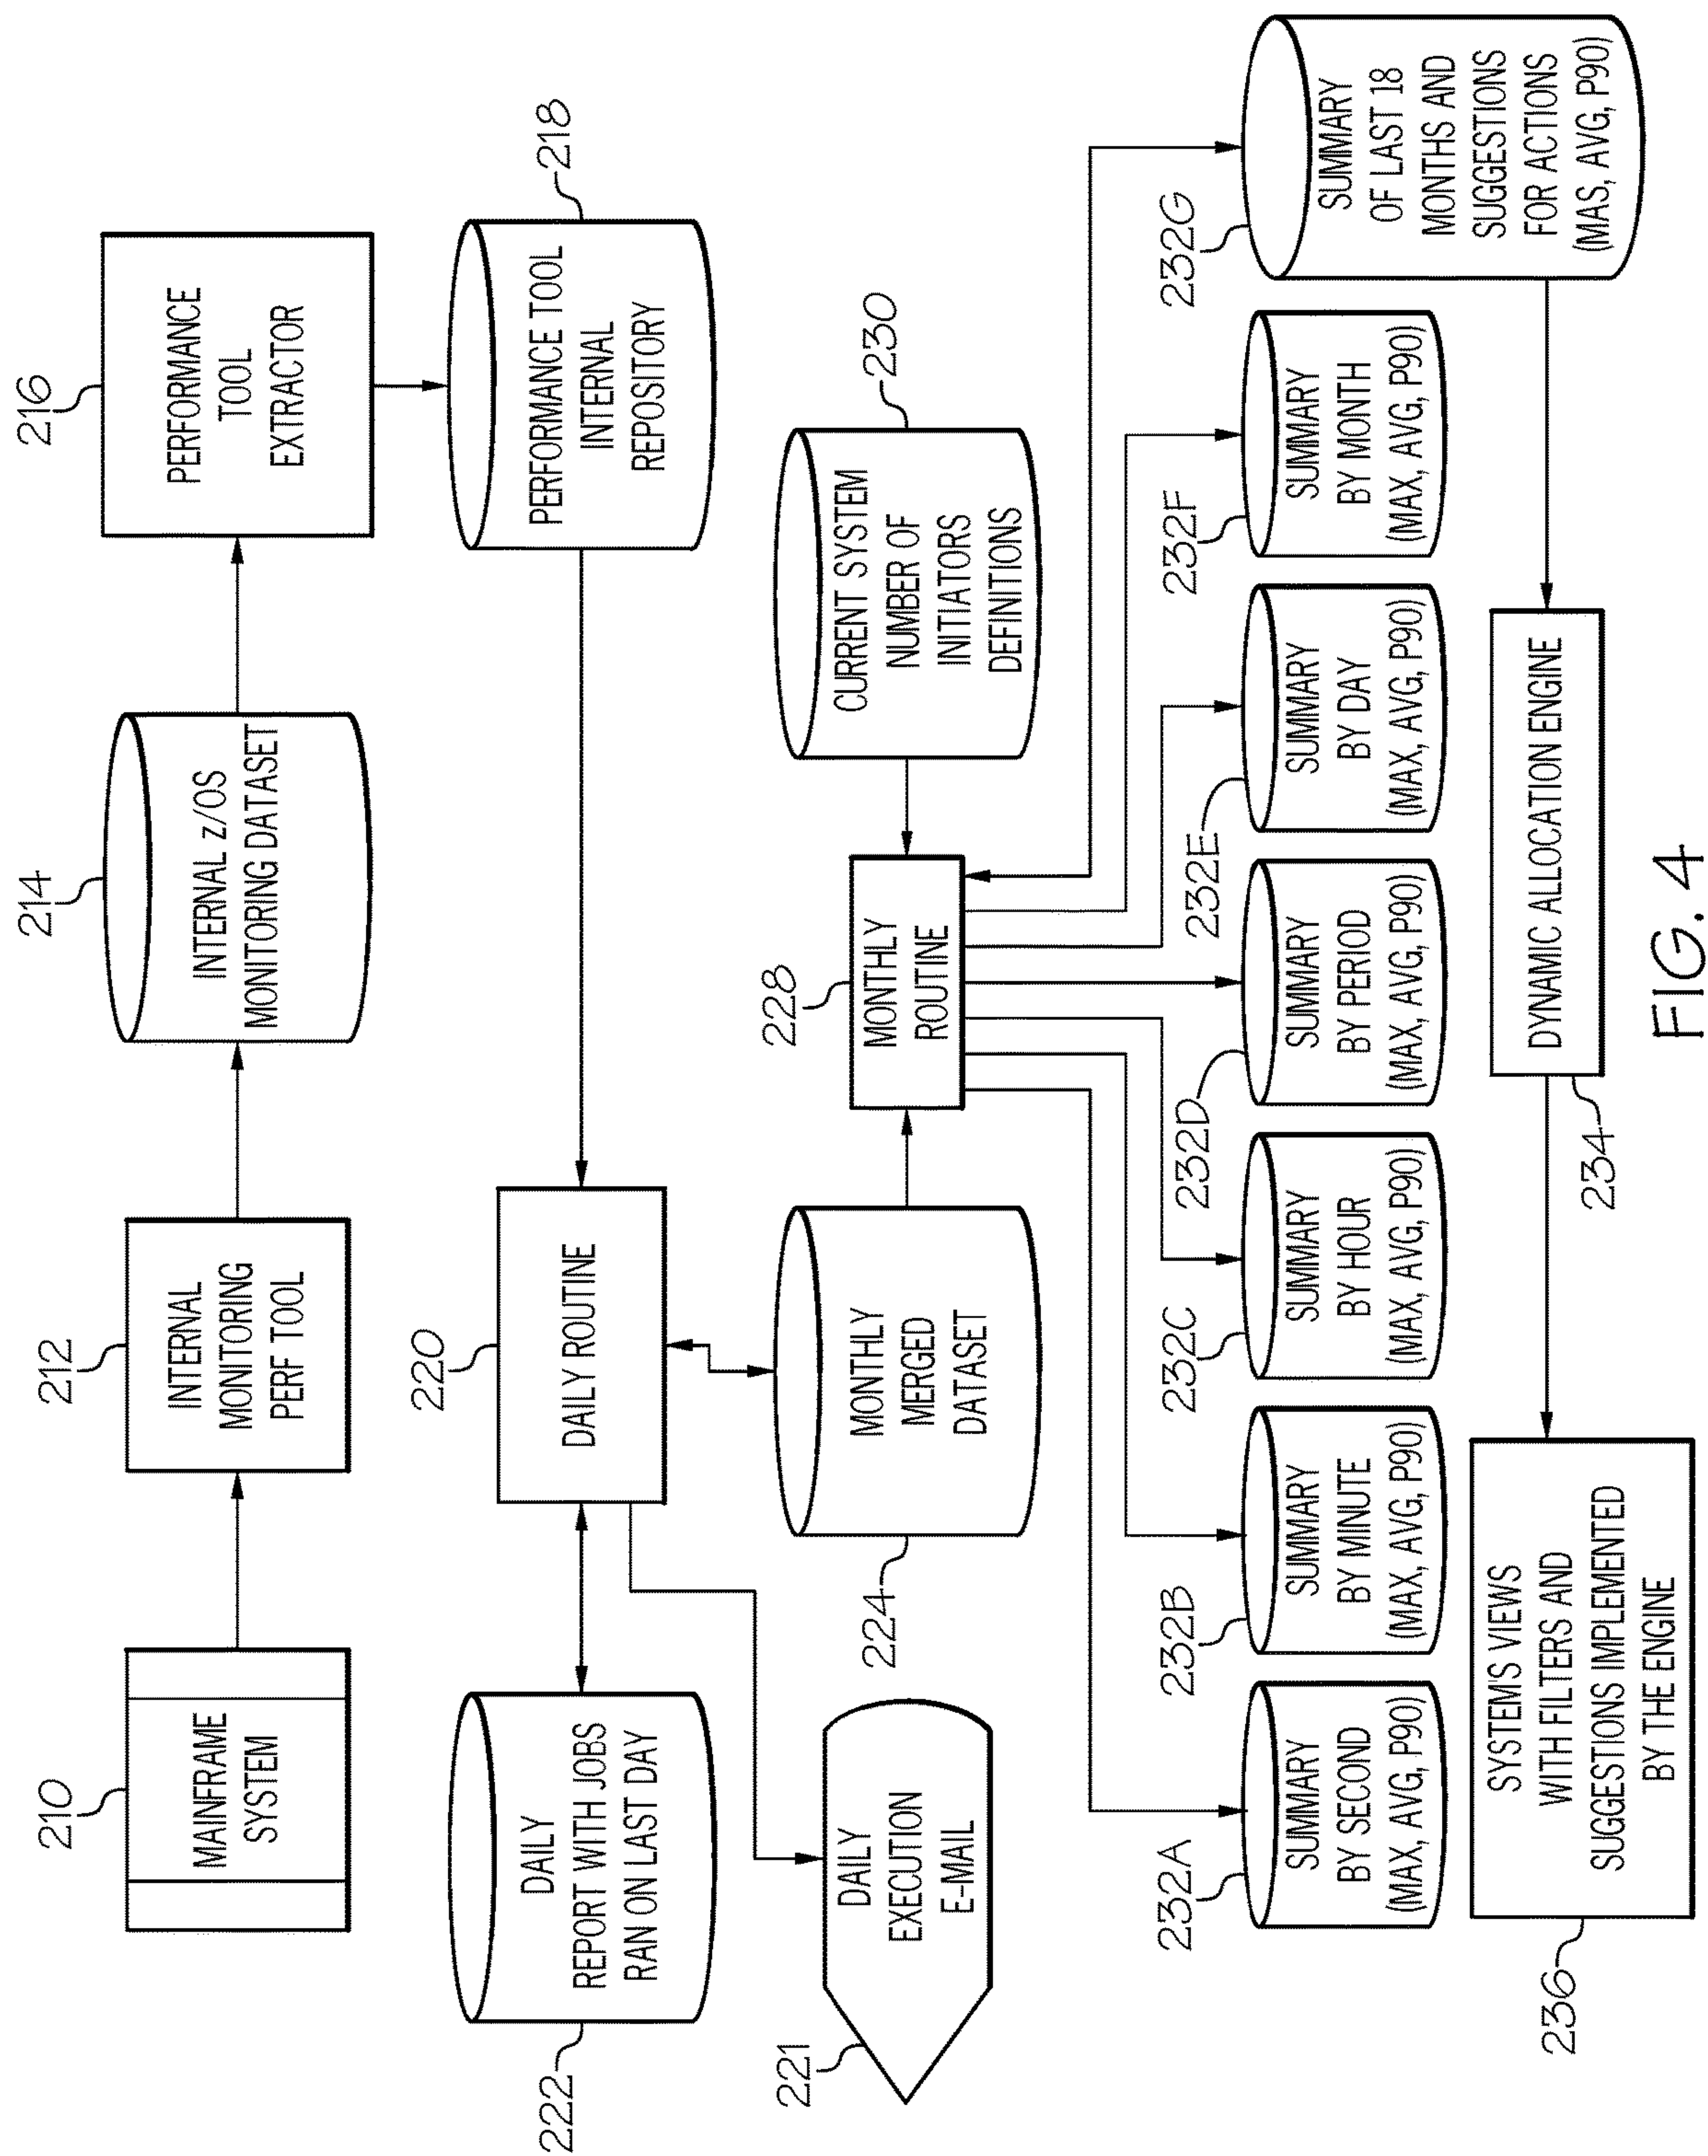 210
MAINFRAME
SYSTEM
212
INTERNAL
MONITORING
PERF TOOL
214
INTERNAL z/OS
MONITORING DATASET
216
PERFORMANCE
TOOL
EXTRACTOR
222
DAILY
REPORT WITH JOBS
RAN ON LAST DAY
220
DAILY ROUTINE
218
PERFORMANCE TOOL
INTERNAL
REPOSITORY
221
DAILY
EXECUTION
E-MAIL
224
MONTHLY
MERGED
DATASET
228
MONTHLY
ROUTINE
230
CURRENT SYSTEM
NUMBER OF
INITIATORS
DEFINITIONS
232A
SUMMARY
BY SECOND
(MAX, AVG, P90)
232B
SUMMARY
BY MINUTE
(MAX, AVG, P90)
232C
SUMMARY
BY HOUR
(MAX, AVG, P90)
232D
SUMMARY
BY PERIOD
(MAX, AVG, P90)
232E
SUMMARY
BY DAY
(MAX, AVG, P90)
232F
SUMMARY
BY MONTH
(MAX, AVG, P90)
232G
SUMMARY
OF LAST 18
MONTHS AND
SUGGESTIONS
FOR ACTIONS
(MAS, AVG, P90)
236
SYSTEM'S VIEWS
WITH FILTERS AND
SUGGESTIONS IMPLEMENTED
BY THE ENGINE
234
DYNAMIC ALLOCATION ENGINE
FIG. 4